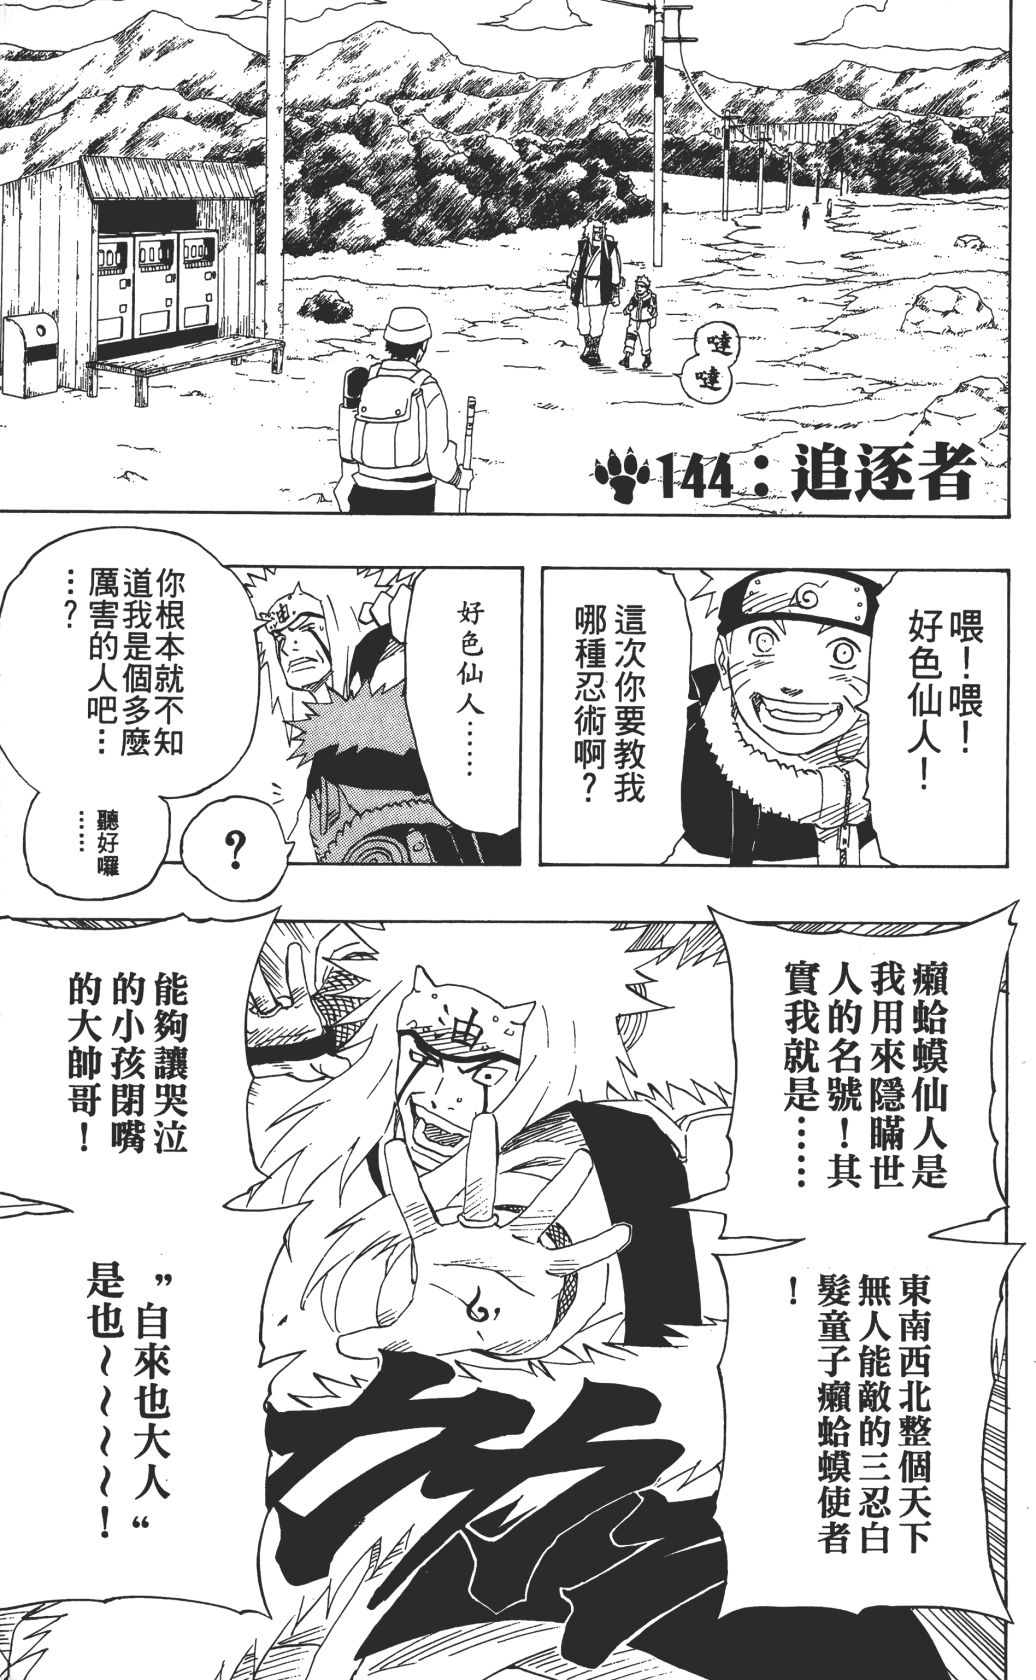 噠
噠
144：追逐者
喂！喂！
好色仙人！
這次你要教我
哪種忍術啊？
好色仙人……
你根本就不知
道我是個多麼
厲害的人吧…
…？
聽好囉
……
？
癩蛤蟆仙人是
我用來隱瞞世
人的名號！其
實我就是……
東南西北整個天下
無人能敵的三忍白
髮童子癩蛤蟆使者
！
由
能夠讓哭泣
的小孩閉嘴
的大帥哥！
”自來也大人“
是也~~~~~！